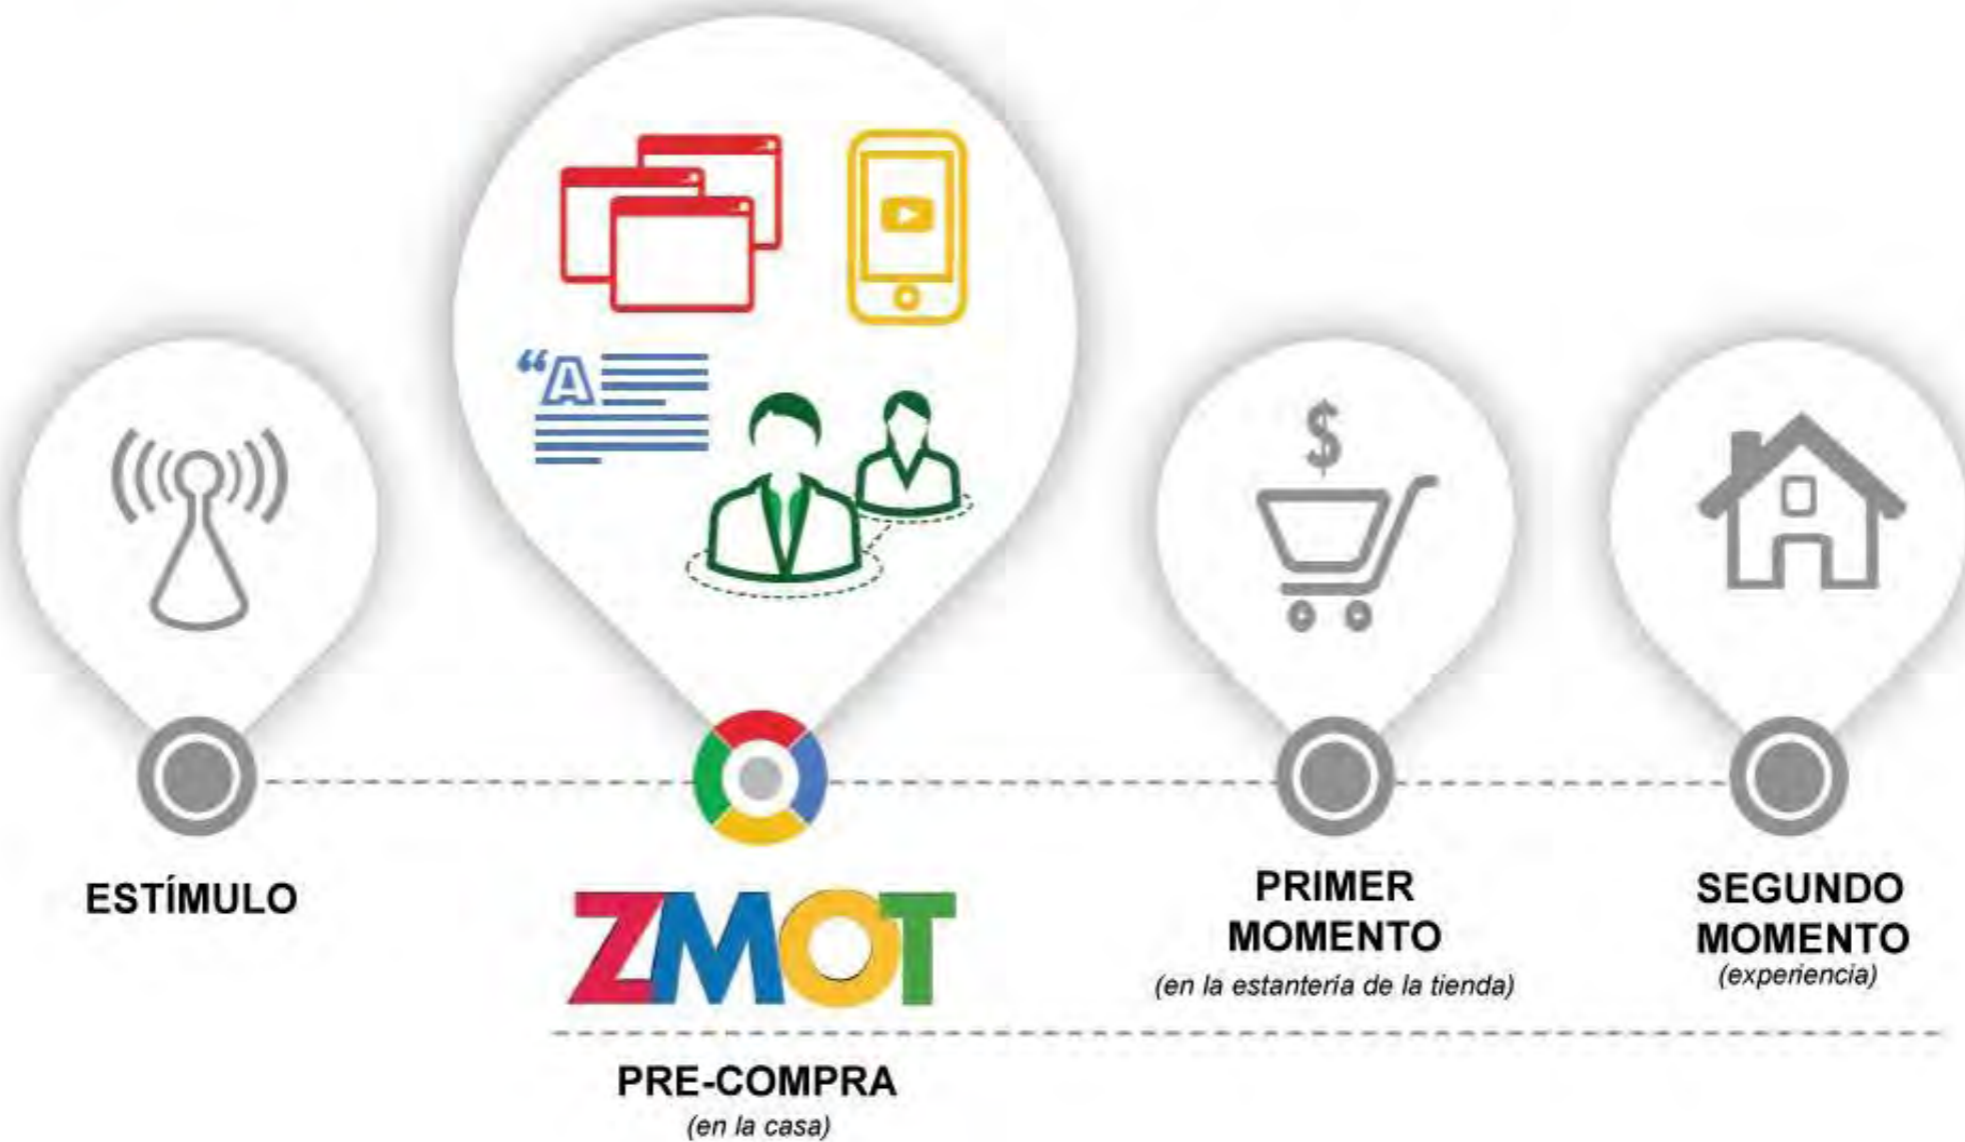 $
“A
ESTÍMULO
ZMOT
PRE-COMPRA
(en la casa)
PRIMER
MOMENTO
(en la estantería de la tienda)
SEGUNDO
MOMENTO
(experiencia)